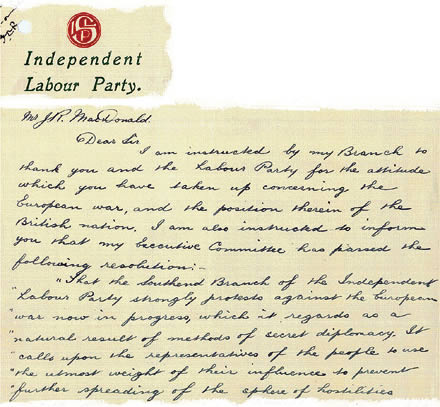 Independent
Labour Party.
Mr J.R. MacDonald.
Dear Sir
I am instructed by my Branch to
thank you and the Labour Party for the attitude
which you have taken up concerning the
European war, and the position therein of the
British nation. I am also instructed to inform
you that my Executive Committee has passed the
following resolution:-
"That the Southend Branch of the Independent
"Labour Party strongly protests against the European
"war now in progress, which it regards as a
"natural result of methods of secret diplomacy. It
"calls upon the representatives of the people to use
"the utmost weight of their influence to prevent
"further spreading of the sphere of hostilities